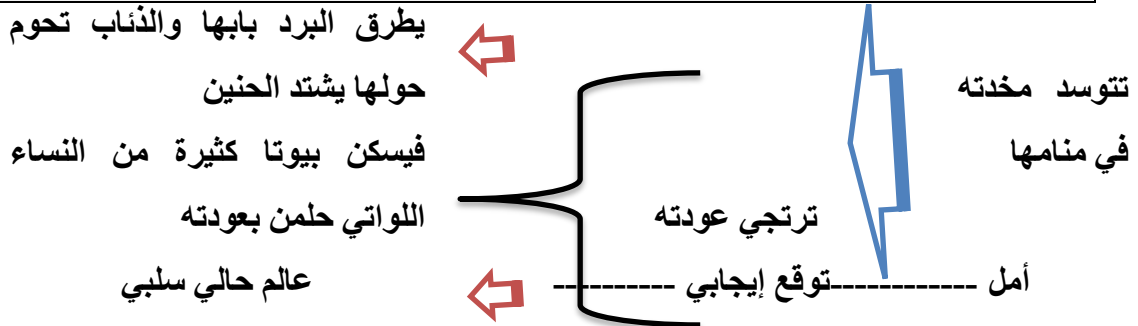 يطرق البرد بابها والذئاب تحوم
تتوسد مخدته
حولها يشتد الحنين
في منامها
فيسكن بيوتا كثيرة من النساء
ترتجي عودته
اللواتي حلمن بعودته
أمل ------------توقع إيجابي ----------
عالم حالي سلبي